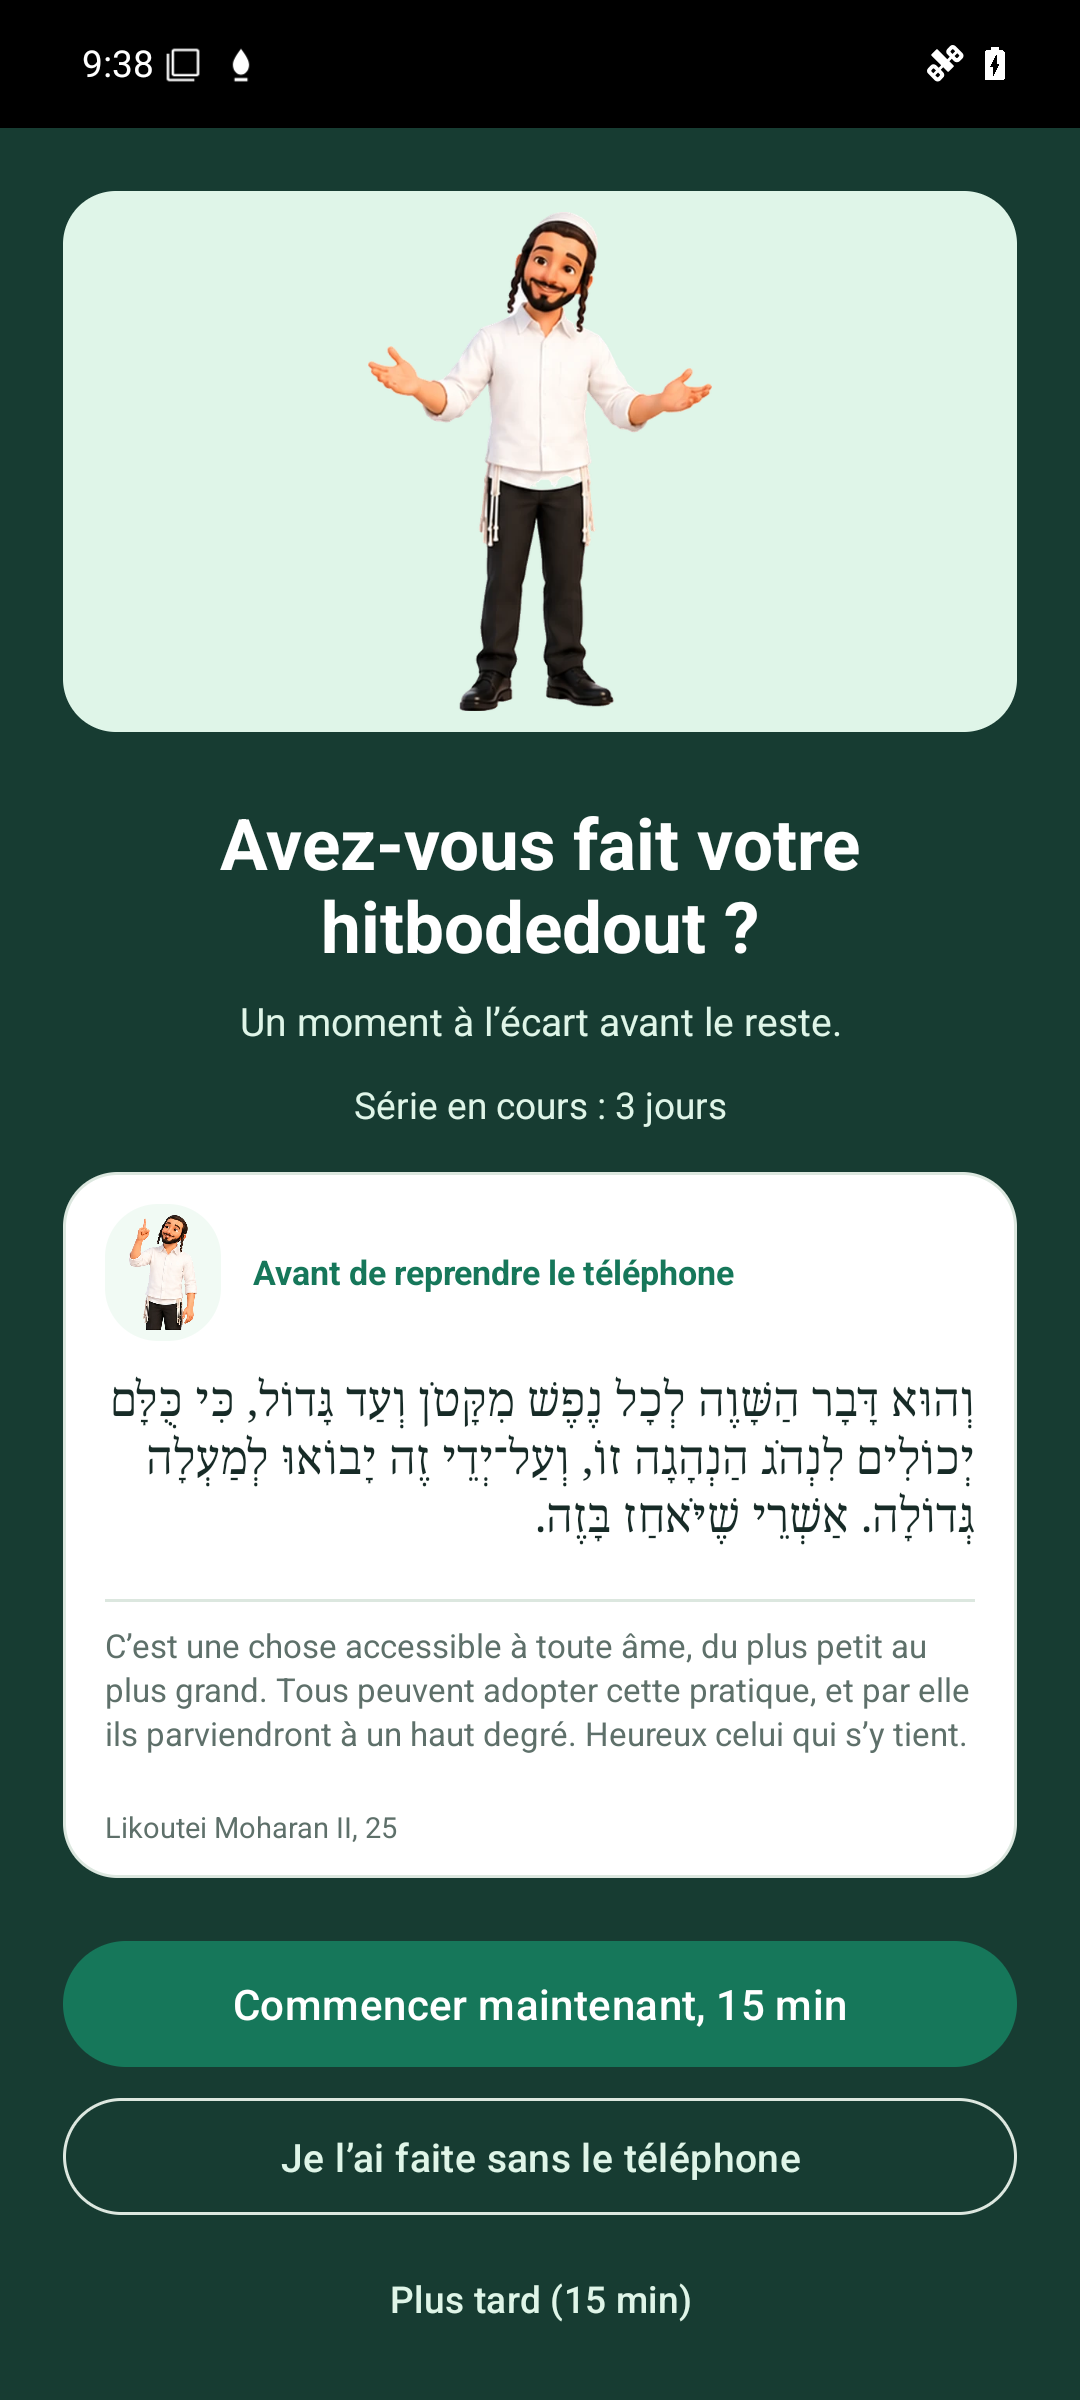 9:38
Avez-vous fait votre
hitbodedout ?
Un moment à l’écart avant le reste.
Série en cours : 3 jours
Avant de reprendre le téléphone
וְהוּא דָּבָר הַשָּׁוֶה לְכָל נֶפֶשׁ מִקָּטֹן וְעַד גָּדוֹל, כִּי כֻּלָּם
יְכוֹלִים לִנְהֹג הַנְהָגָה זוֹ, וְעַל־יְדֵי זֶה יָבוֹאוּ לְמַעְלָה
גְּדוֹלָה. אַשְׁרֵי שֶׁיֹּאחַז בָּזֶה.
C’est une chose accessible à toute âme, du plus petit au
plus grand. Tous peuvent adopter cette pratique, et par elle
ils parviendront à un haut degré. Heureux celui qui s’y tient.
Likoutei Moharan II, 25
Commencer maintenant, 15 min
Je l’ai faite sans le téléphone
Plus tard (15 min)